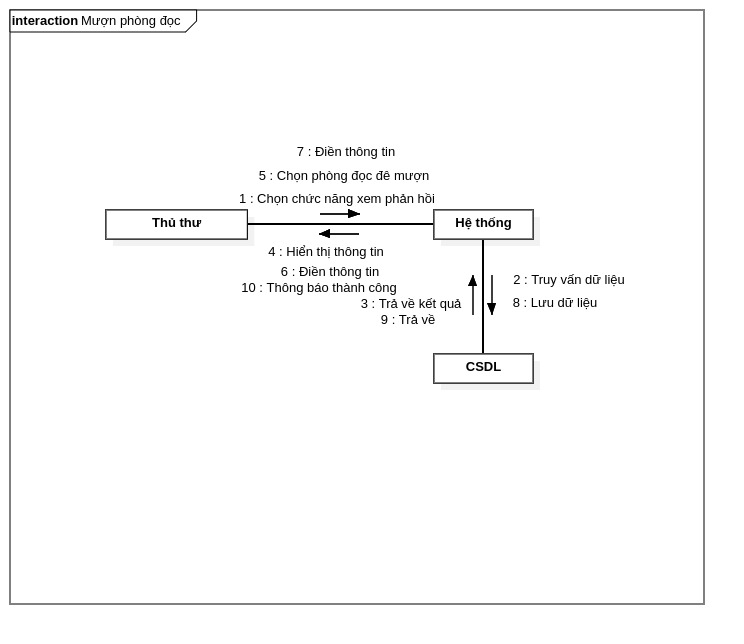 interaction Mượn phòng đọc
7 : Điền thông tin
5 : Chọn phòng đọc đê mượn
1 : Chọn chức năng xem phản hồi
Thủ thư
Hệ thống
4 : Hiển thị thông tin
6 : Điền thông tin
10 : Thông báo thành công
3 : Trả về kết quả
9 : Trả về
2 : Truy vấn dữ liệu
8 : Lưu dữ liệu
CSDL